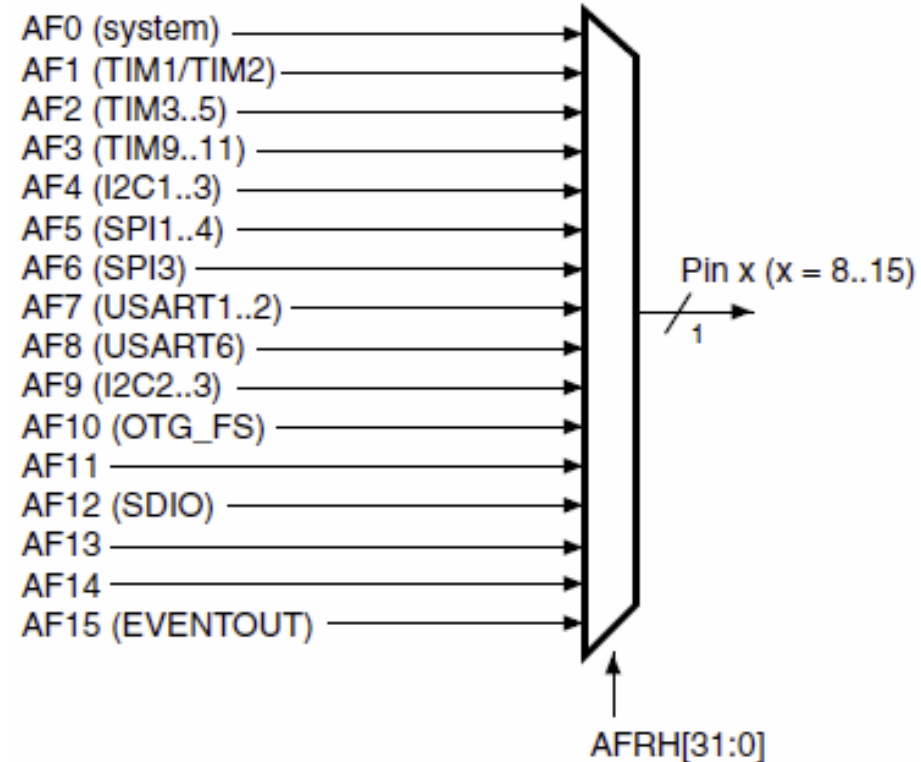 AF0 (system)
AF1 (TIM1/TIM2)
AF2 (TIM3..5)
AF3 (TIM9..11)
AF4 (I2C1..3)
AF5 (SPI1..4)
AF6 (SPI3)
Pin x (x = 8..15)
AF7 (USART1..2)
1
AF8 (USART6)
AF9 (I2C2..3)
AF10 (OTG_FS)
AF11
AF12 (SDIO)
AF13
AF14
AF15 (EVENTOUT)
AFRH[31:0]